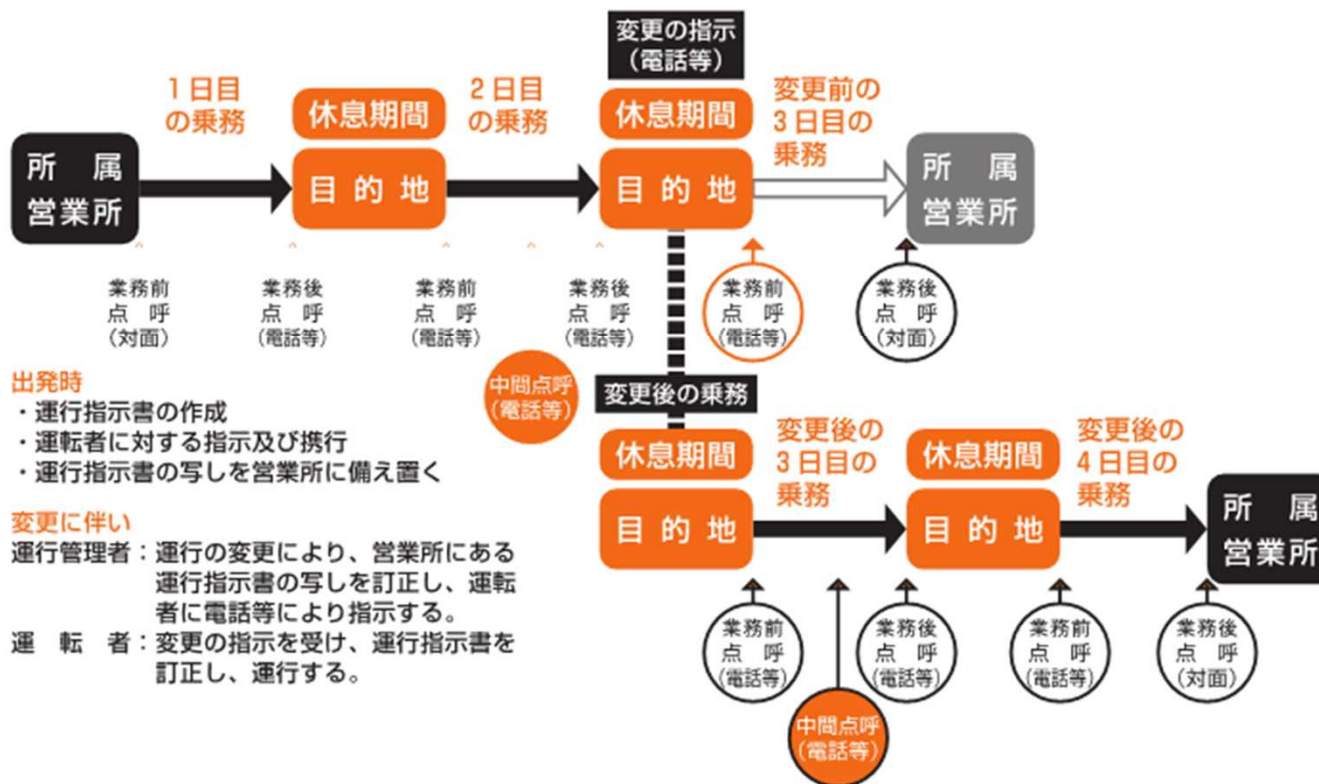 変更の指示
（電話等）
1日目
の乗務
休息期間
2日目
の乗務
休息期間
変更前の
3日目の
乗務
所　属
営業所
目的地
目的地
所　属
営業所
業務前
点　呼
（対面）
業務後
点　呼
（電話等）
業務前
点　呼
（電話等）
業務後
点　呼
（電話等）
業務前
点　呼
（電話等）
業務後
点　呼
（対面）
中間点呼
（電話等）
出発時
・運行指示書の作成
・運転者に対する指示及び携行
・運行指示書の写しを営業所に備え置く
変更に伴い
運行管理者：運行の変更により、営業所にある
運行指示書の写しを訂正し、運転
者に電話等により指示する。
運　転　者：変更の指示を受け、運行指示書を
訂正し、運行する。
変更後の乗務
休息期間
変更後の
3日目の
乗務
休息期間
変更後の
4日目の
乗務
目的地
目的地
所　属
営業所
業務前
点　呼
（電話等）
業務後
点　呼
（電話等）
業務前
点　呼
（電話等）
業務後
点　呼
（対面）
中間点呼
（電話等）